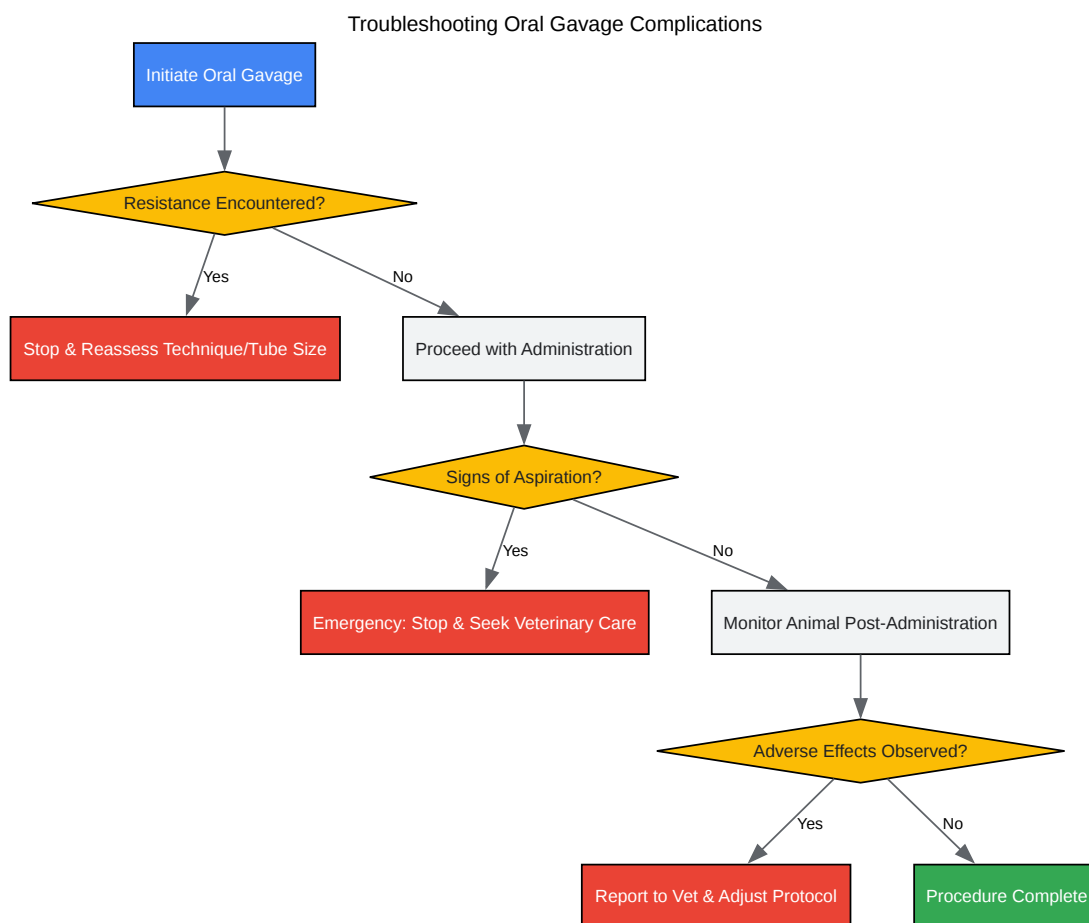 Troubleshooting Oral Gavage Complications
Initiate Oral Gavage
Resistance Encountered?
Yes
No
Stop & Reassess Technique/Tube Size
Proceed with Administration
Signs of Aspiration?
Yes
No
Emergency: Stop & Seek Veterinary Care
Monitor Animal Post-Administration
Adverse Effects Observed?
Yes
No
Report to Vet & Adjust Protocol
Procedure Complete